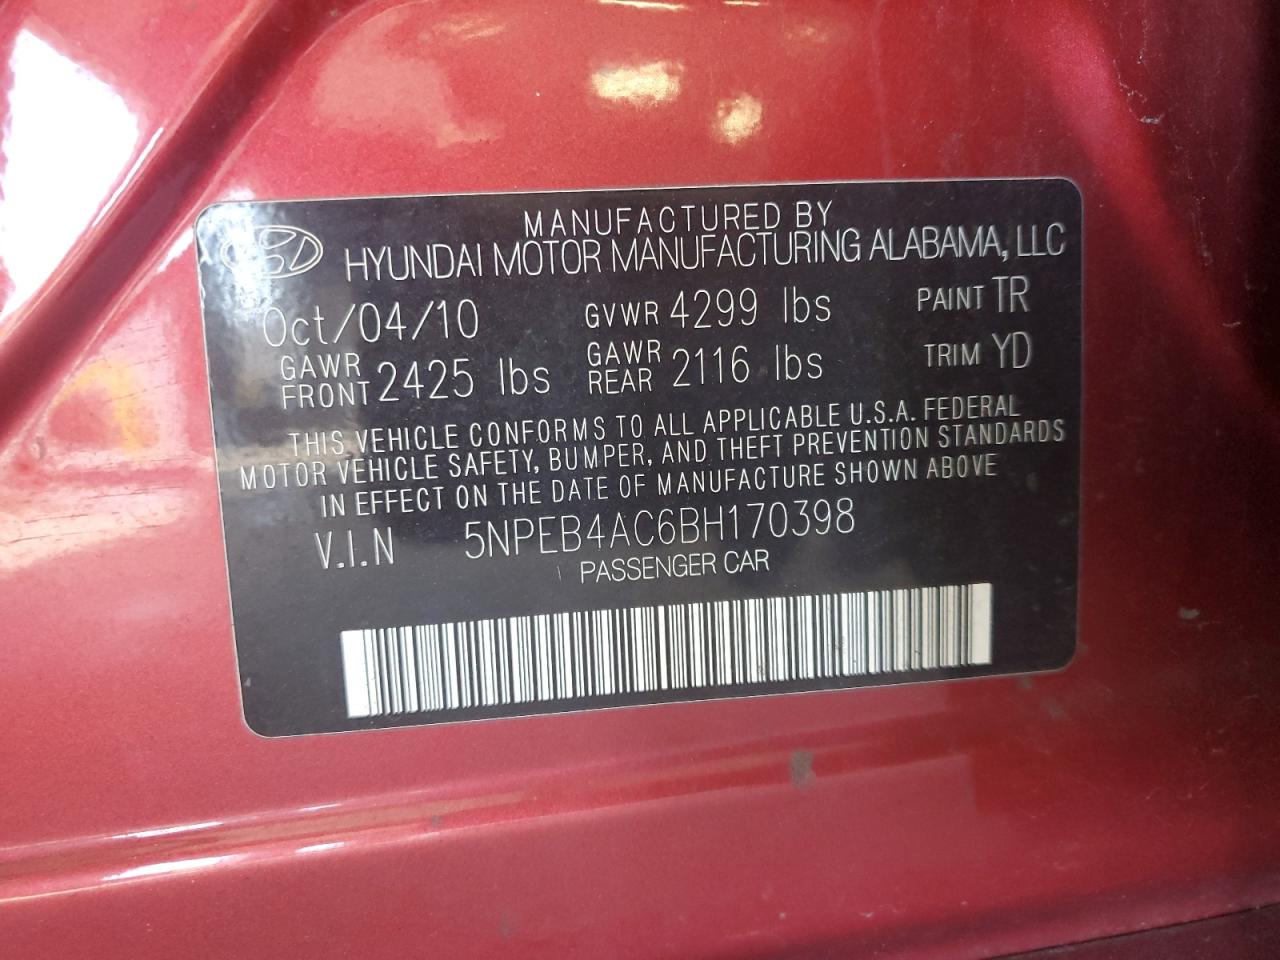 MANUFACTURED BY
HYUNDAI MOTOR MANUFACTURING ALABAMA, LLC
Oct/04/10 GVWR 4299 lbs PAINT TR
GAWR FRONT 2425 lbs GAWR REAR 2116 lbs TRIM YD
THIS VEHICLE CONFORMS TO ALL APPLICABLE U.S.A. FEDERAL
MOTOR VEHICLE SAFETY, BUMPER, AND THEFT PREVENTION STANDARDS
IN EFFECT ON THE DATE OF MANUFACTURE SHOWN ABOVE
V.I.N 5NPEB4AC6BH170398
PASSENGER CAR